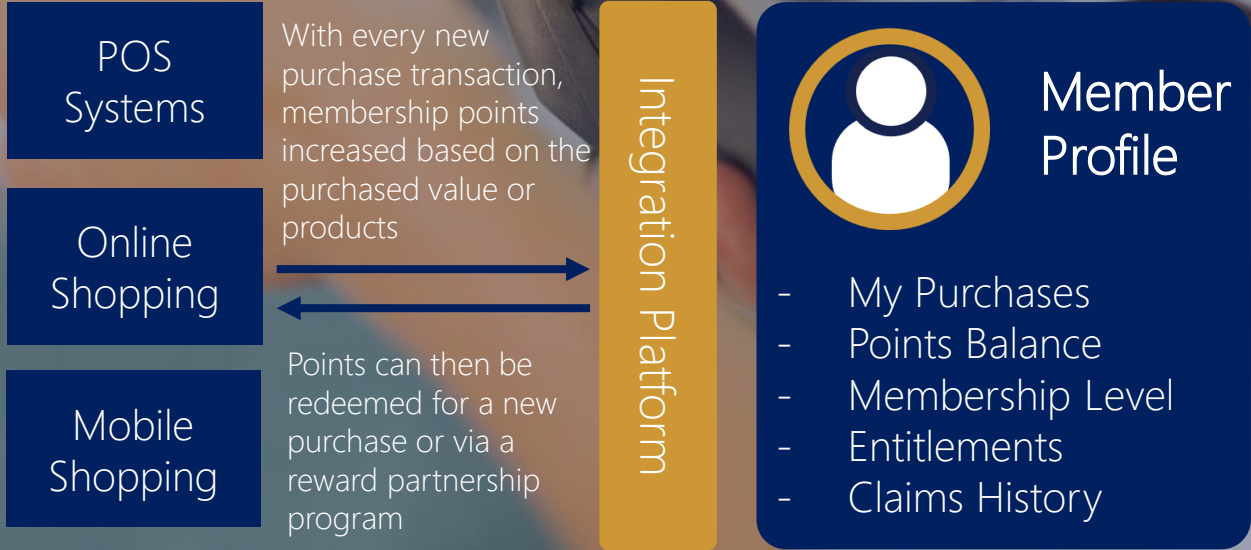 POS
Systems
With every new
purchase transaction,
membership points
increased based on the
purchased value or
products
Online
Shopping
Points can then be
redeemed for a new
purchase or via a
reward partnership
program
Mobile
Shopping
Integration Platform
Member
Profile
- My Purchases
- Points Balance
- Membership Level
- Entitlements
- Claims History